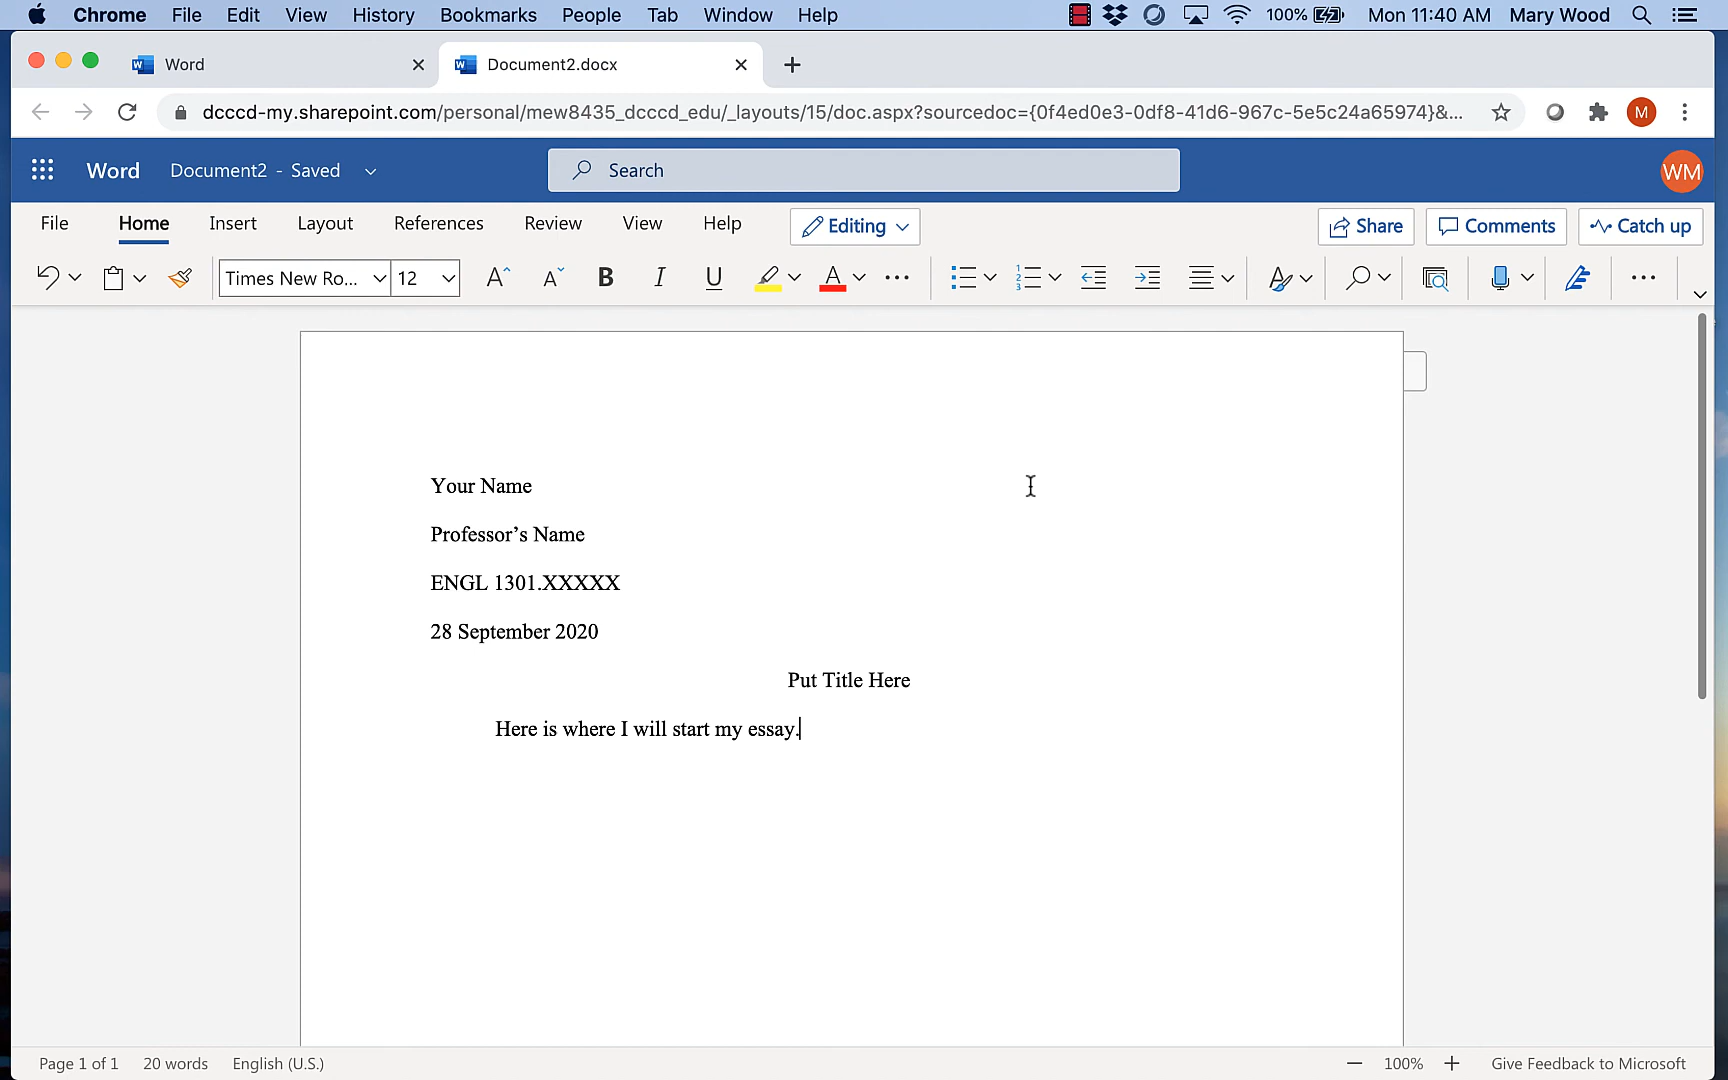 Chrome File Edit View History Bookmarks People Tab Window Help 100% Mon 11:40 AM Mary Wood
Word Document2.docx
dcccd-my.sharepoint.com/personal/mew8435_dcccd_edu/_layouts/15/doc.aspx?sourcedoc={0f4ed0e3-0df8-41d6-967c-5e5c24a65974}&... M
Word Document2 - Saved Search WM
File Home Insert Layout References Review View Help Editing Share Comments Catch up
Times New Ro... 12 A A B I U A
Your Name
Professor’s Name
ENGL 1301.XXXXX
28 September 2020
Put Title Here
Here is where I will start my essay.
Page 1 of 1 20 words English (U.S.) 100% Give Feedback to Microsoft